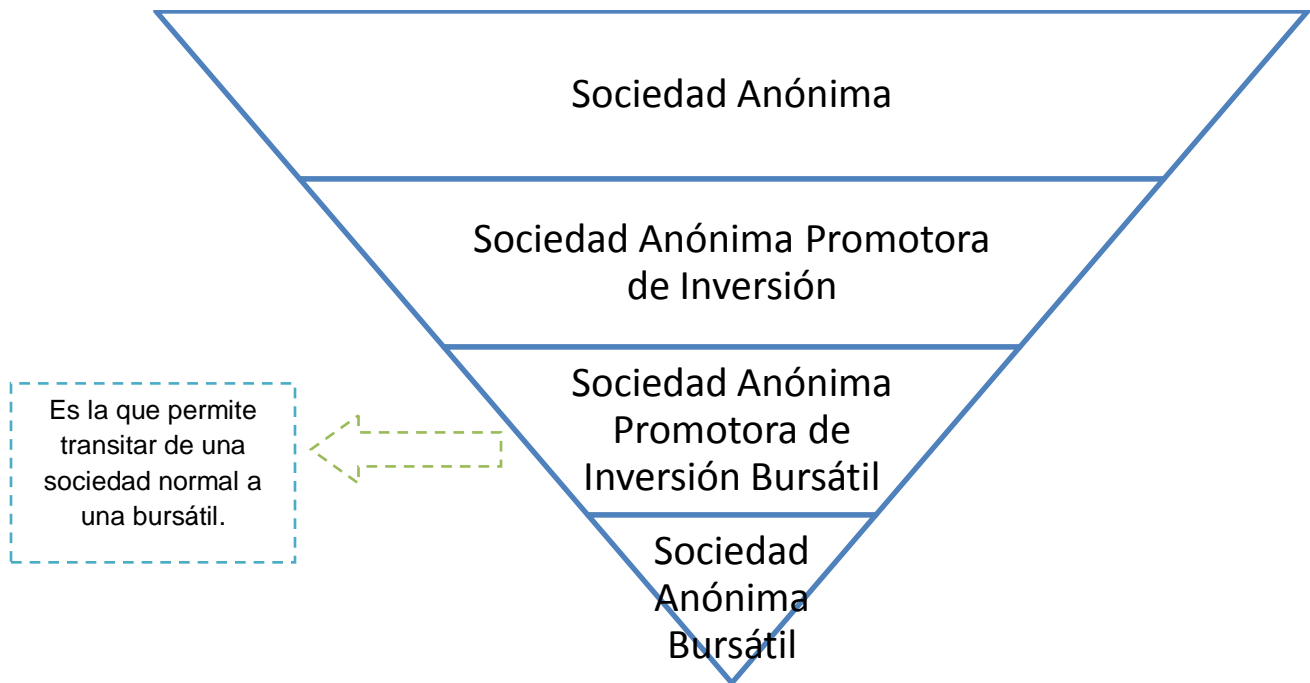 Sociedad Anónima
Sociedad Anónima Promotora
de Inversión
Sociedad Anónima
Promotora de
Inversión Bursátil
Es la que permite
transitar de una
sociedad normal a
una bursátil.
Sociedad
Anónima
Bursátil